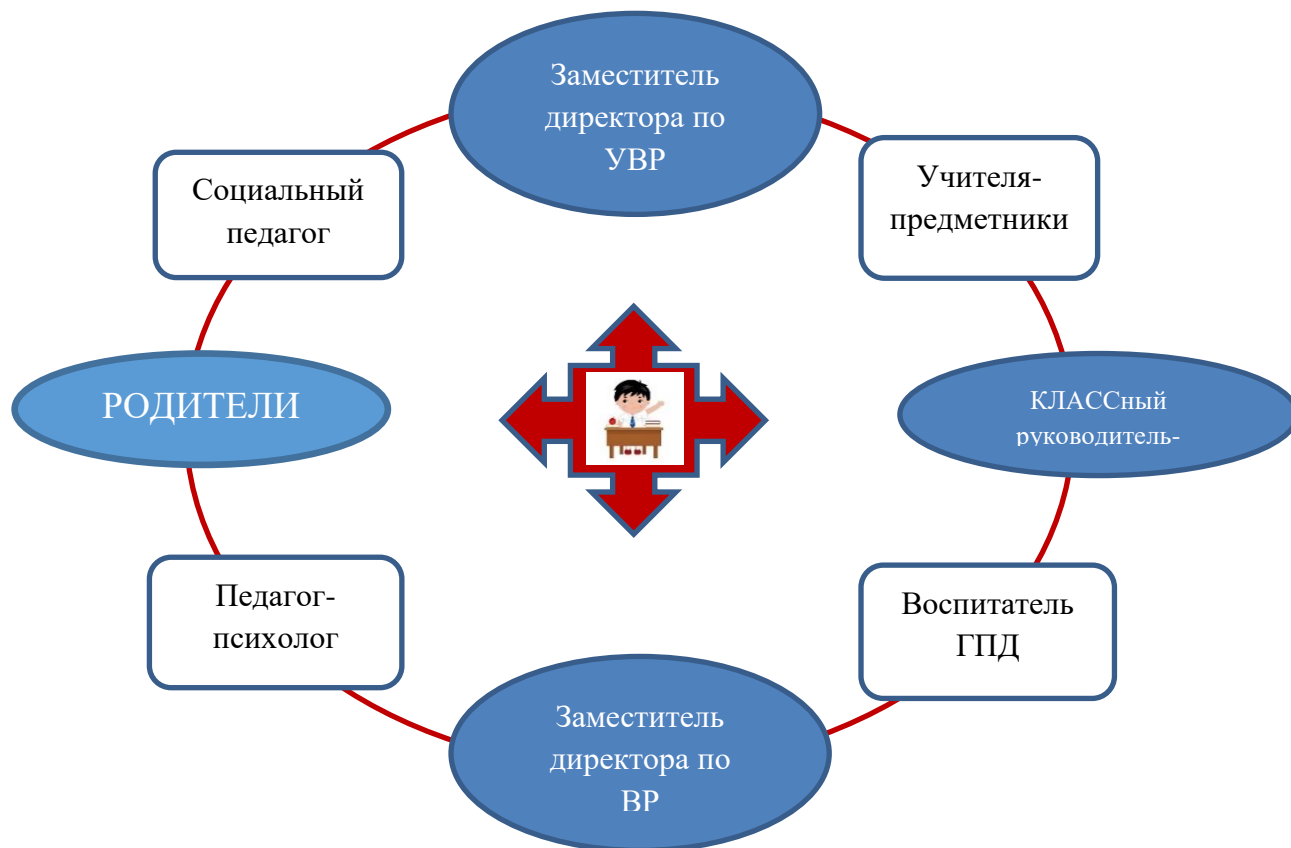 Заместитель
директора по
УВР
Социальный
педагог
Учителя-
предметники
РОДИТЕЛИ
КЛАССный
руководитель-
Педагог-
психолог
Воспитатель
ГПД
Заместитель
директора по
ВР